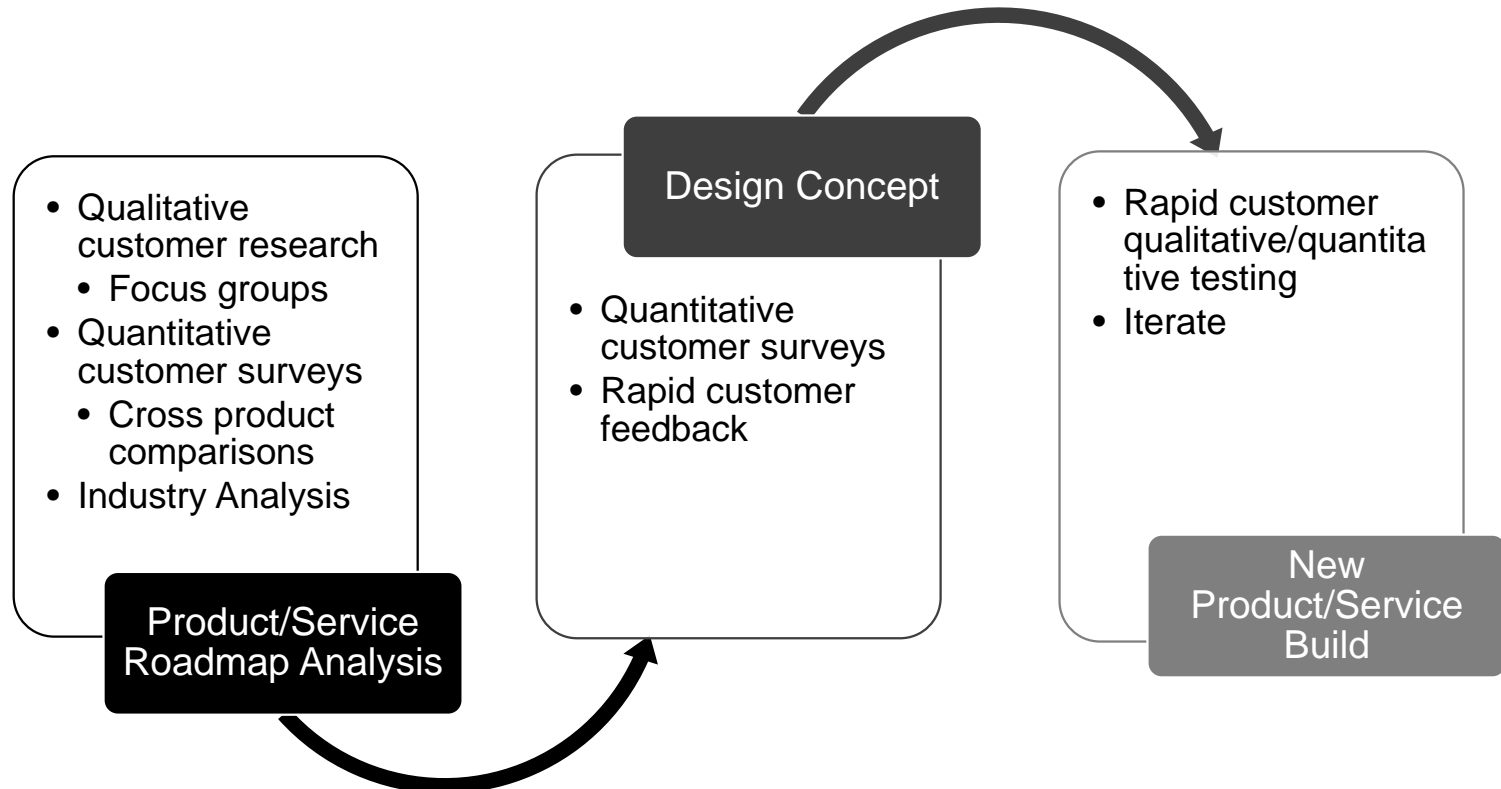 • Qualitative
customer research
• Focus groups
• Quantitative
customer surveys
• Cross product
comparisons
• Industry Analysis
Product/Service
Roadmap Analysis
Design Concept
• Quantitative
customer surveys
• Rapid customer
feedback
• Rapid customer
qualitative/quantita
tive testing
• Iterate
New
Product/Service
Build